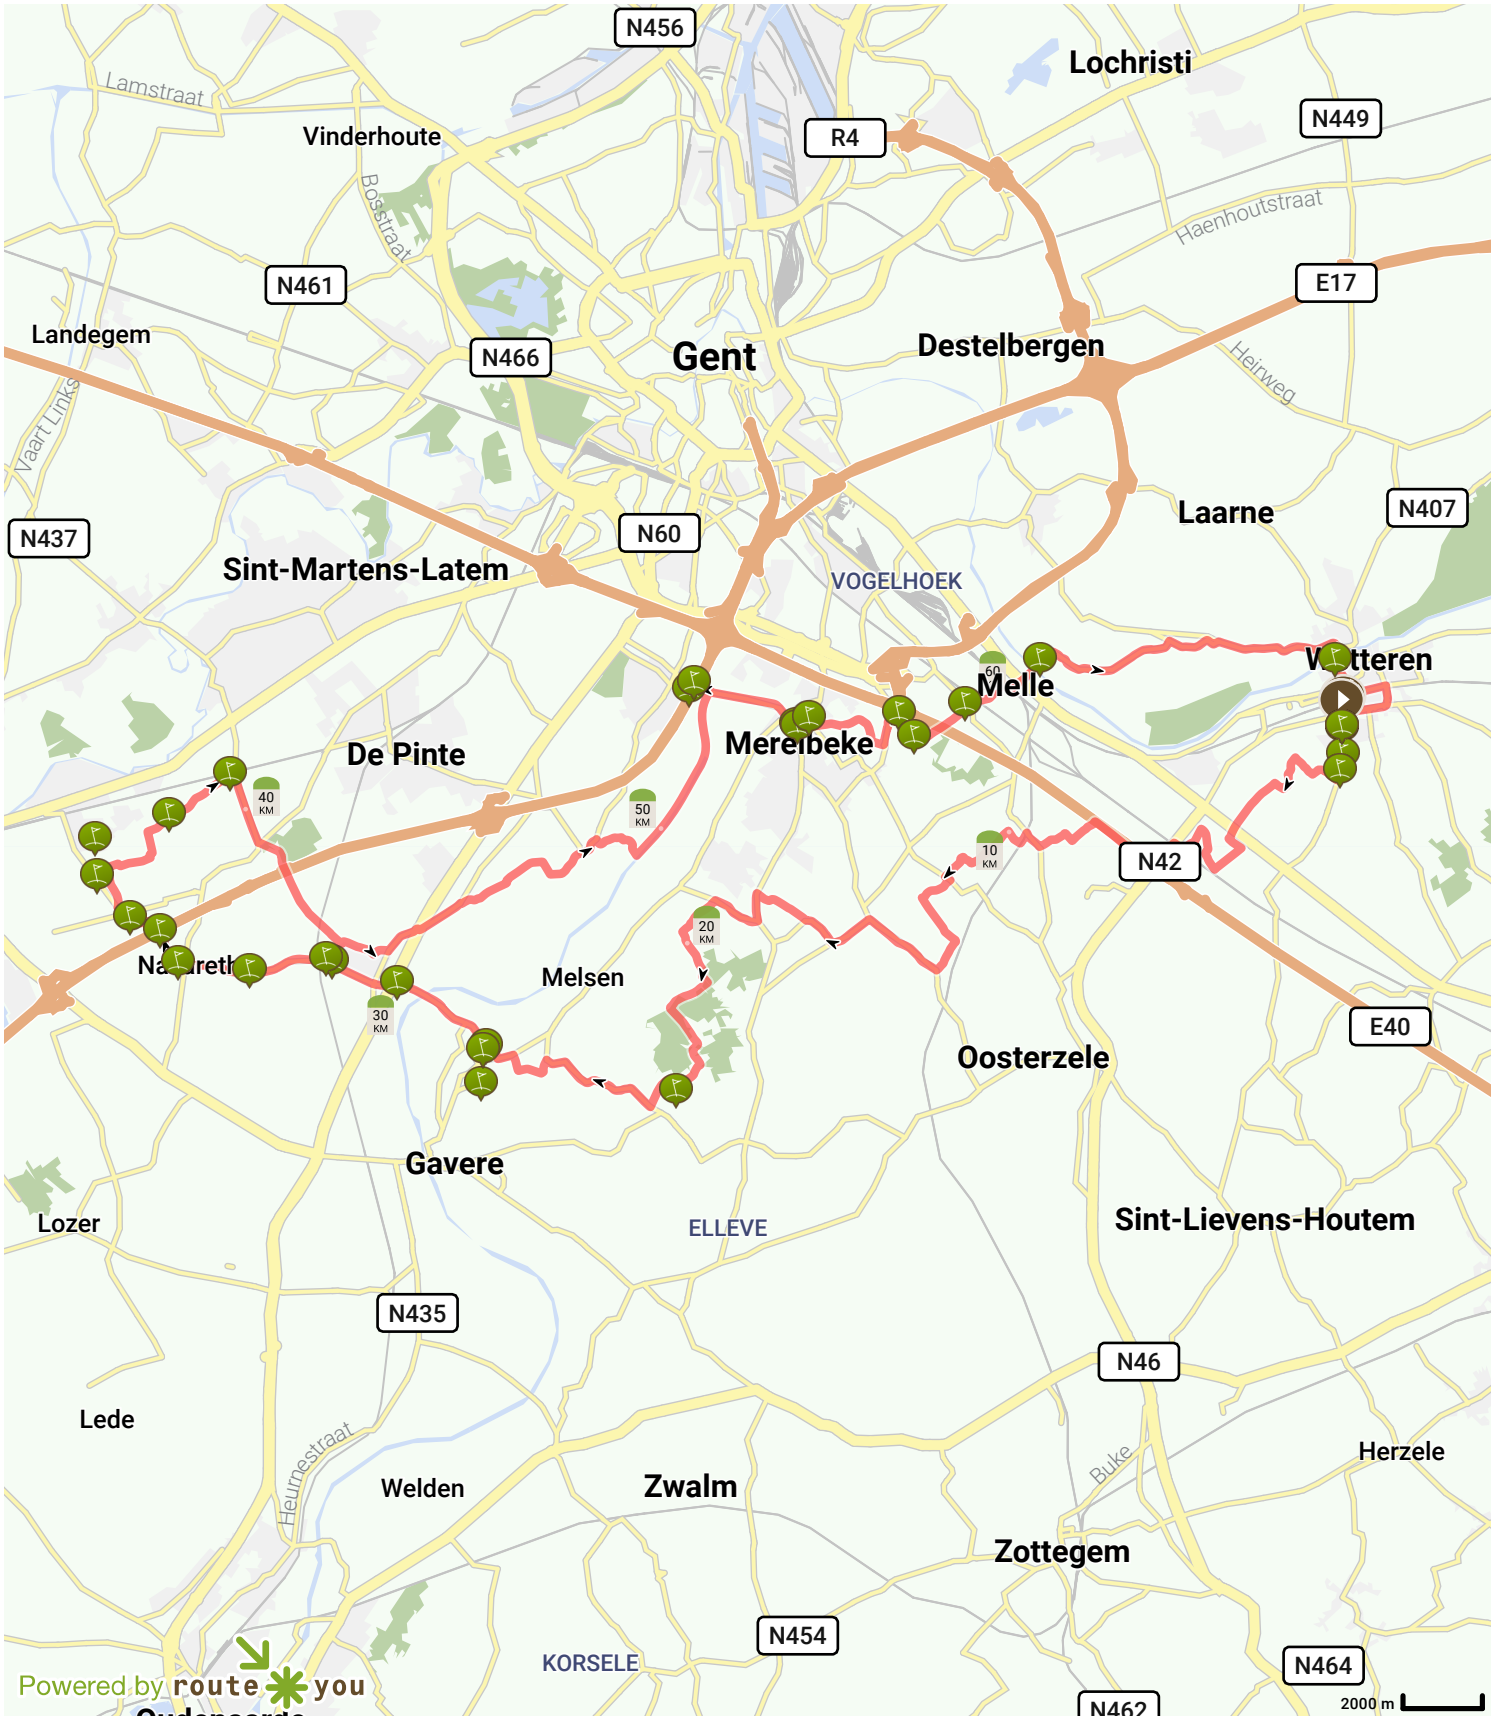 N456
Lochristi
Lamstraat
N449
Vinderhoute
R4
Bosstraat
Haenhoutstraat
N461
E17
Landegem
N466
Gent
Destelbergen
Heirweg
Vaart Links
N407
Laarne
N437
N60
Sint-Martens-Latem
VOGELHOEK
60
Melle
De Pinte
Merelbeke
40
KM
50
KM
10
KM
N42
20
KM
Melsen
30
KM
E40
Oosterzele
Gavere
Lozer
ELLEVE
Sint-Lievens-Houtem
N435
N46
Lede
Heurnestraat
Buke
Herzele
Welden
Zwalm
Zottegem
N454
KORSELE
N464
Powered by route you
2000 m
N462